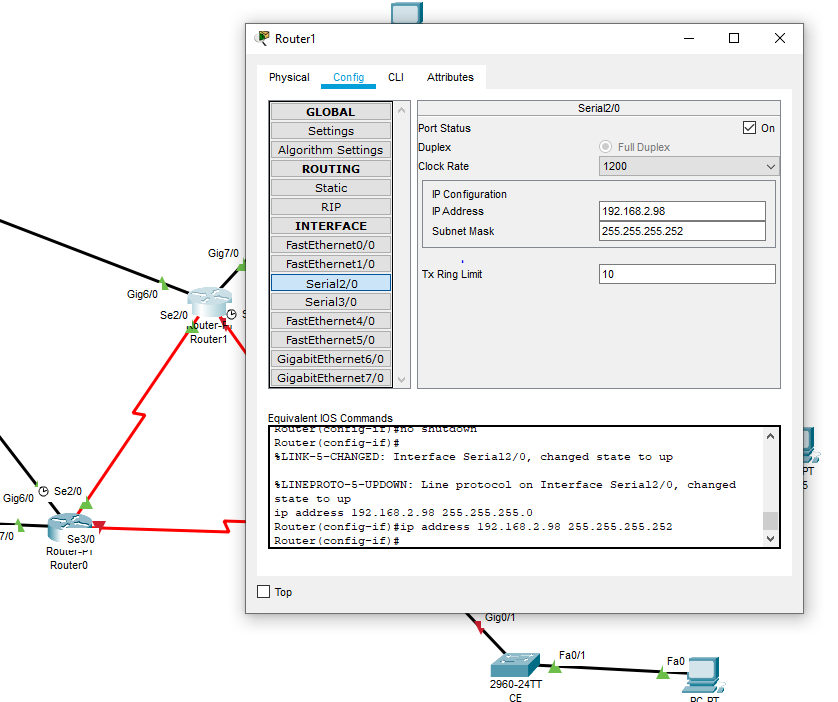 Router1
Physical
Config
CLI
Attributes
GLOBAL
Settings
Algorithm Settings
ROUTING
Static
RIP
INTERFACE
FastEthernet0/0
FastEthernet1/0
Serial2/0
Serial3/0
FastEthernet4/0
FastEthernet5/0
GigabitEthernet6/0
GigabitEthernet7/0
Serial2/0
Port Status
On
Duplex
Full Duplex
Clock Rate
1200
IP Configuration
IP Address
192.168.2.98
Subnet Mask
255.255.255.252
Tx Ring Limit
10
Equivalent IOS Commands
Router(config-if)#no shutdown
Router(config-if)#
%LINK-5-CHANGED: Interface Serial2/0, changed state to up
%LINEPROTO-5-UPDOWN: Line protocol on Interface Serial2/0, changed
state to up
ip address 192.168.2.98 255.255.255.0
Router(config-if)#ip address 192.168.2.98 255.255.255.252
Router(config-if)#
Top
Gig7/0
Gig6/0
Se2/0
Router1
Gig6/0
Se2/0
7/0
Se3/0
Router-PT
Router0
PT
5
Gig0/1
Fa0/1
Fa0
2960-24TT
CE
PC-PT